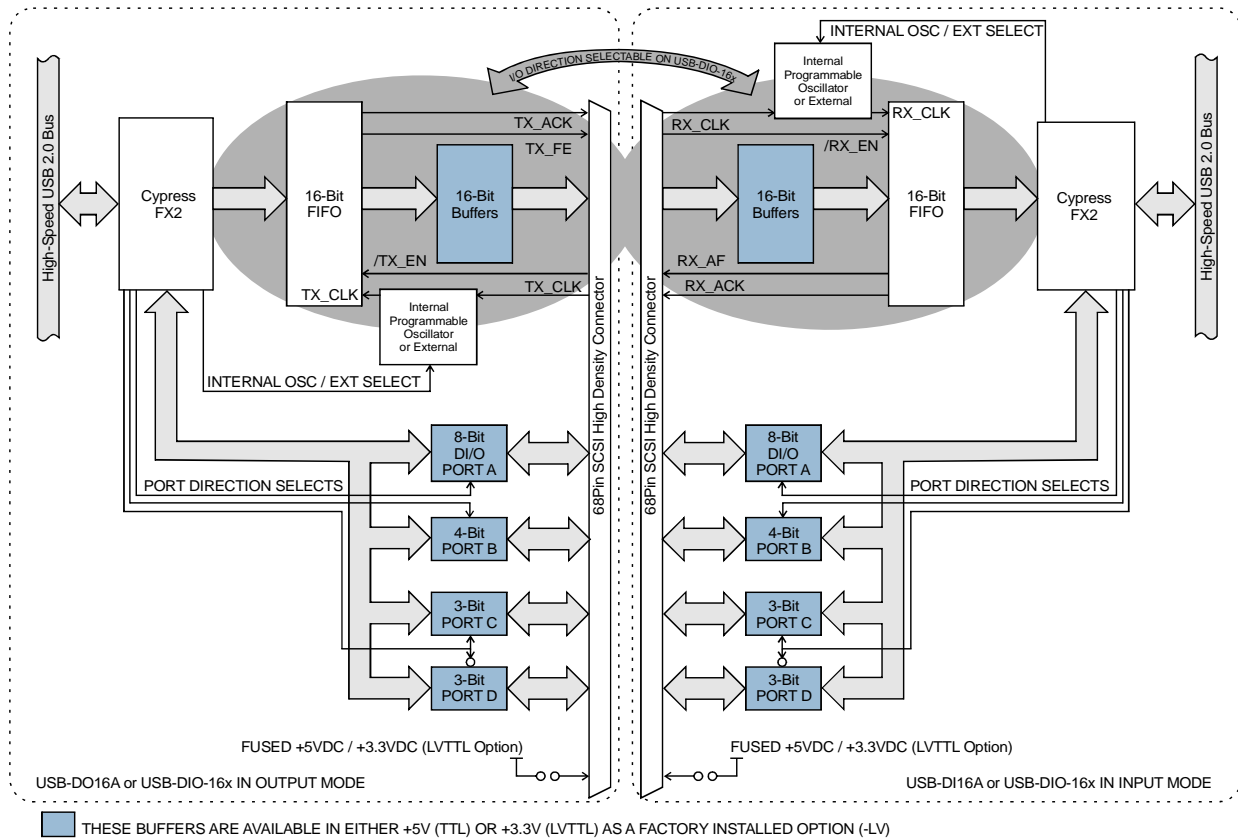 INTERNAL OSC / EXT SELECT
I/O DIRECTION SELECTABLE ON USB-DIO-16x
Internal
Programmable
Oscillator
or External
High-Speed USB 2.0 Bus
Cypress
FX2
16-Bit
FIFO
TX_ACK
TX_FE
16-Bit
Buffers
/TX_EN
TX_CLK
TX_CLK
Internal
Programmable
Oscillator
or External
INTERNAL OSC / EXT SELECT
68Pin SCSI High Density Connector
68Pin SCSI High Density Connector
RX_CLK
RX_CLK
/RX_EN
16-Bit
Buffers
16-Bit
FIFO
RX_AF
RX_ACK
Cypress
FX2
High-Speed USB 2.0 Bus
8-Bit
DI/O
PORT A
PORT DIRECTION SELECTS
4-Bit
PORT B
3-Bit
PORT C
3-Bit
PORT D
8-Bit
DI/O
PORT A
PORT DIRECTION SELECTS
4-Bit
PORT B
3-Bit
PORT C
3-Bit
PORT D
FUSED +5VDC / +3.3VDC (LVTTL Option)
FUSED +5VDC / +3.3VDC (LVTTL Option)
USB-DO16A or USB-DIO-16x IN OUTPUT MODE
USB-DI16A or USB-DIO-16x IN INPUT MODE
THESE BUFFERS ARE AVAILABLE IN EITHER +5V (TTL) OR +3.3V (LVTTL) AS A FACTORY INSTALLED OPTION (-LV)